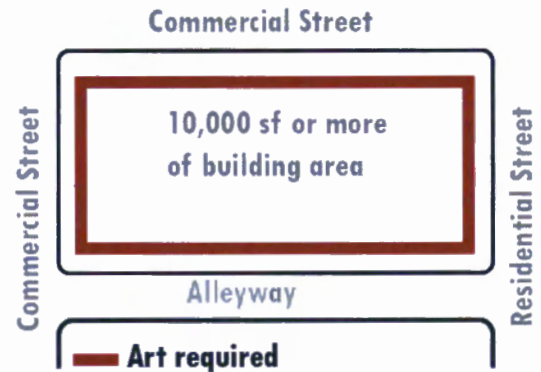 Commercial Street
Commercial Street
10,000 sf or more
of building area
Residential Street
Alleyway
Art required